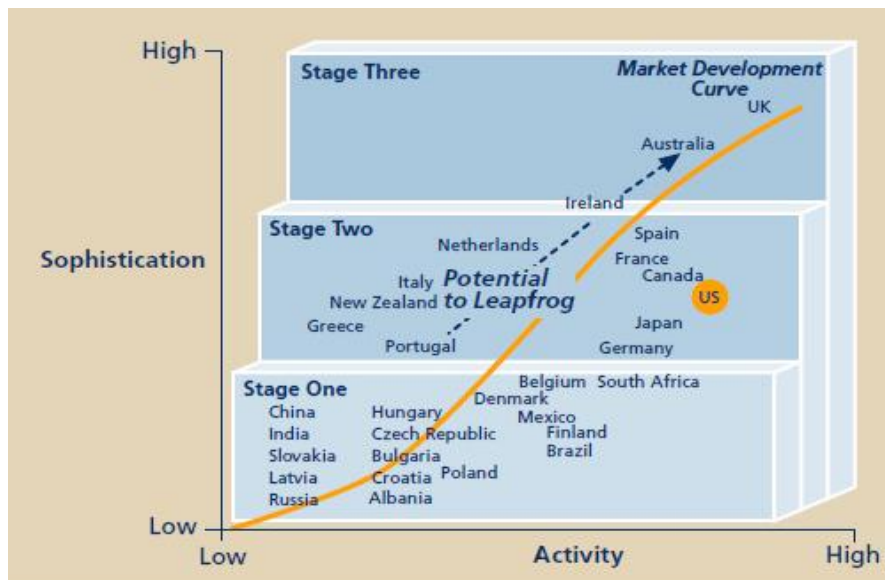 High
Stage Three
Market Development
Curve
UK
Australia
Ireland
Stage Two
Spain
Netherlands
France
Sophistication
Italy
Potential
Canada
New Zealand
to Leapfrog
US
Greece
Japan
Portugal
Germany
Stage One
Belgium
South Africa
Denmark
China
Hungary
Mexico
India
Czech Republic
Finland
Slovakia
Bulgaria
Brazil
Latvia
Croatia
Poland
Russia
Albania
Low
Low
Activity
High